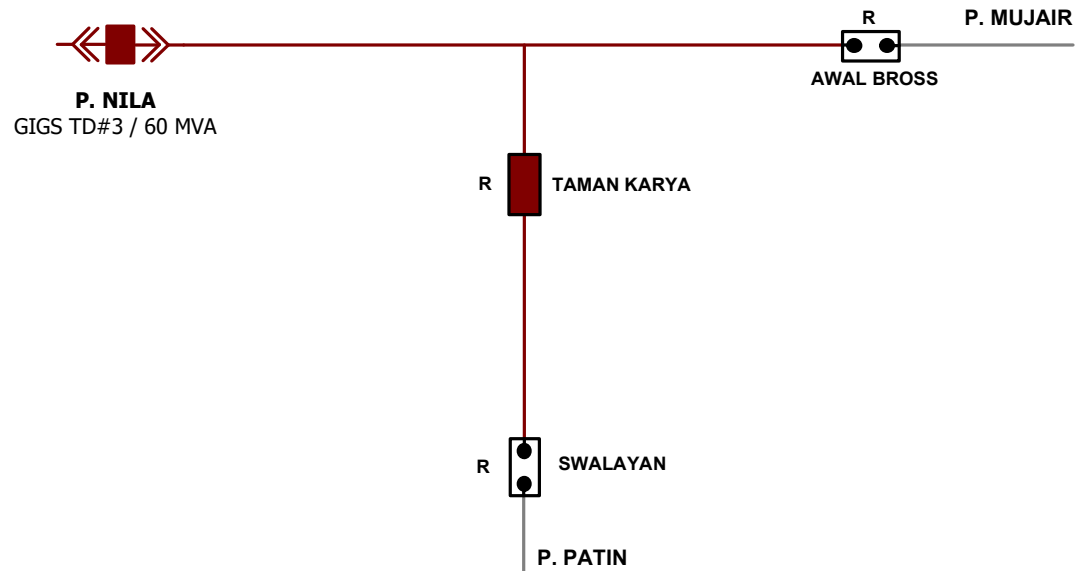 R
P. MUJAIR
AWAL BROSS
P. NILA
GIGS TD#3 / 60 MVA
R
TAMAN KARYA
R
SWALAYAN
P. PATIN